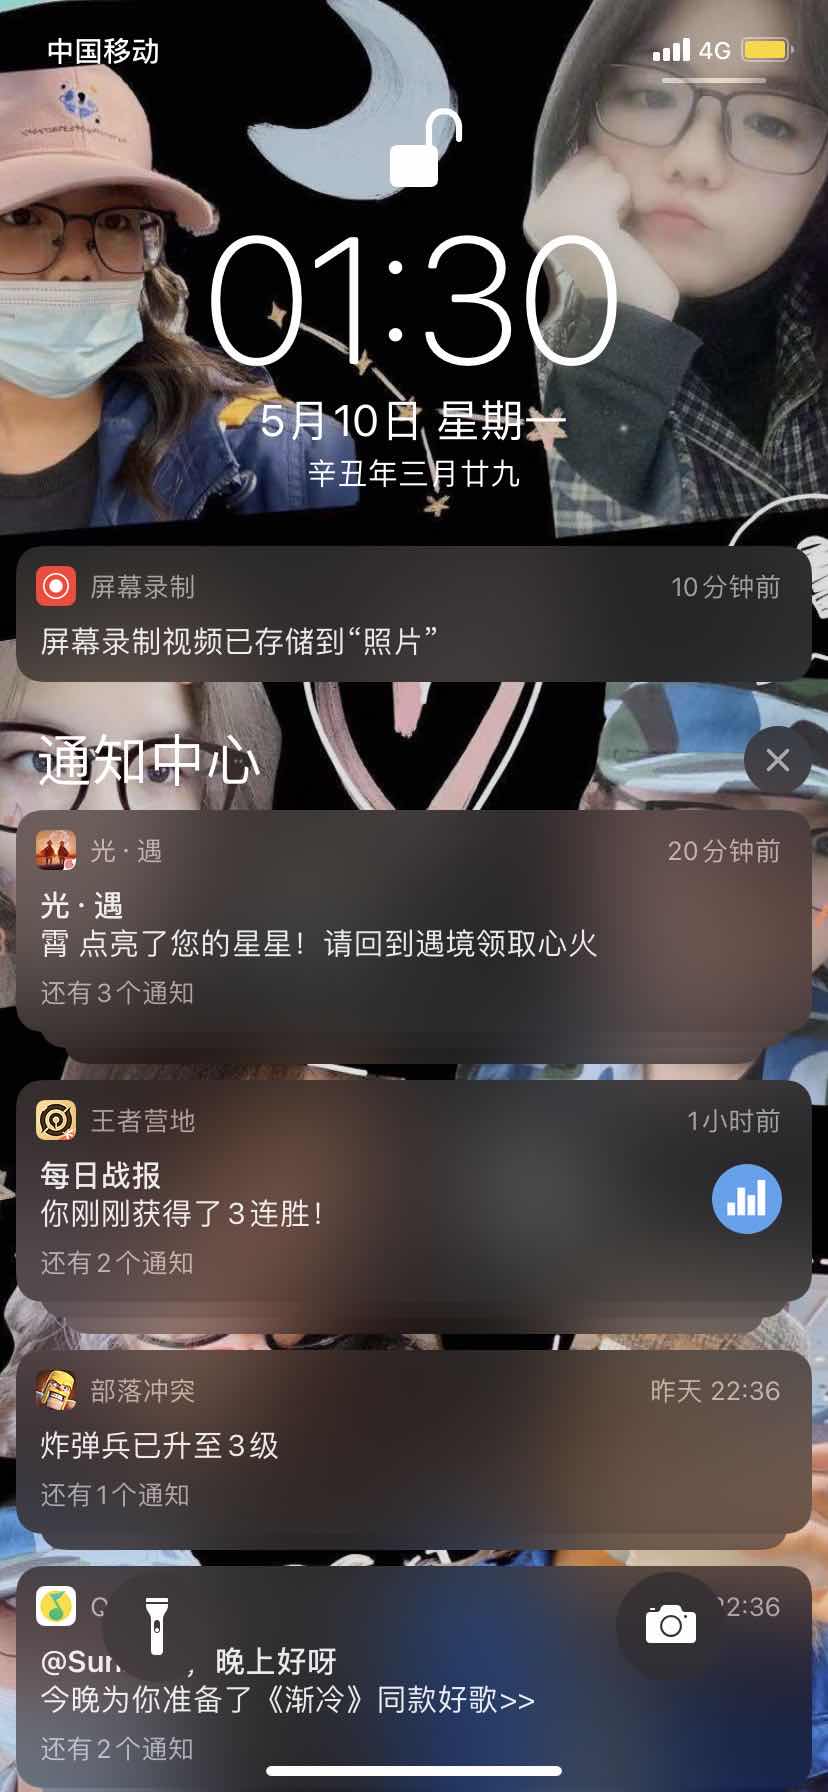 中国移动
4G
01:30
5月10日 星期一
辛丑年三月廿九
屏幕录制
10分钟前
屏幕录制视频已存储到“照片”
通知中心
光·遇
20分钟前
光·遇
霄 点亮了您的星星！请回到遇境领取心火
还有3个通知
王者营地
1小时前
每日战报
你刚刚获得了3连胜！
还有2个通知
部落冲突
昨天 22:36
炸弹兵已升至3级
还有1个通知
22:36
，晚上好呀
今晚为你准备了《渐冷》同款好歌>>
还有2个通知